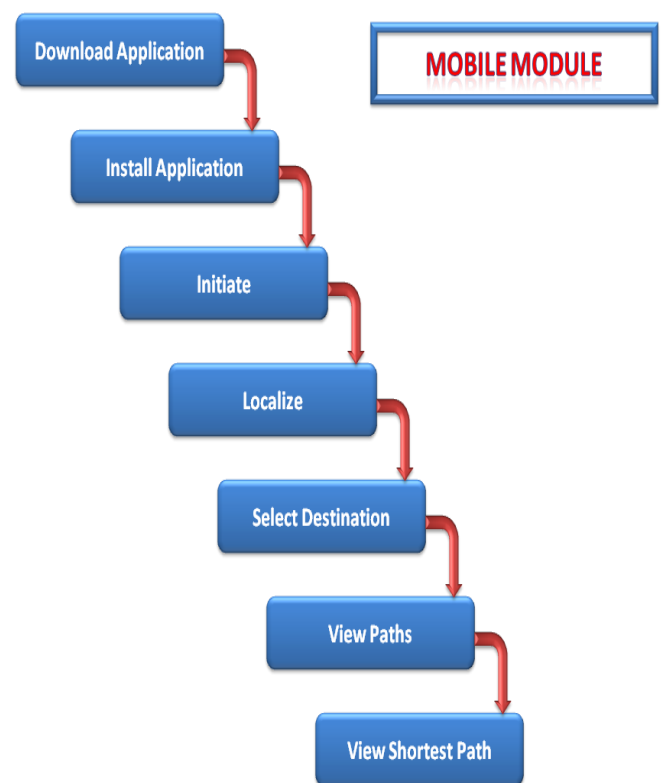 Download Application
MOBILE MODULE
Install Application
Initiate
Localize
Select Destination
View Paths
View Shortest Path